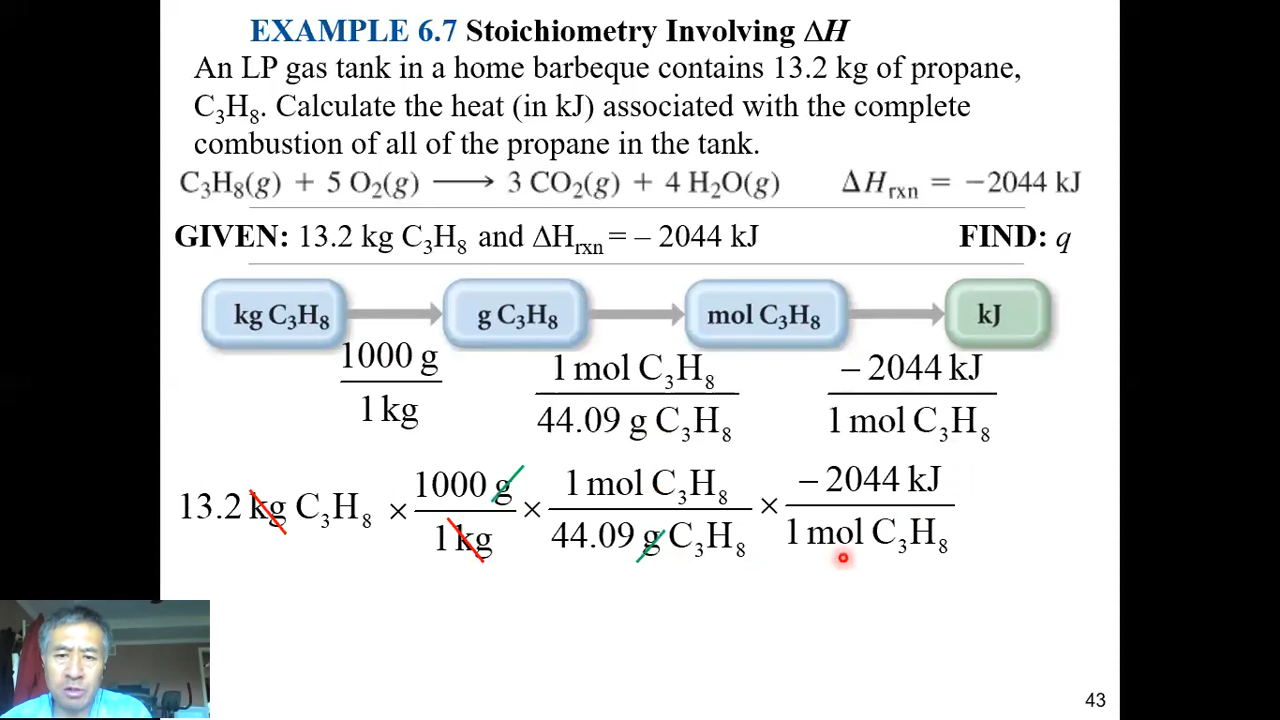 EXAMPLE 6.7 Stoichiometry Involving ΔH
An LP gas tank in a home barbeque contains 13.2 kg of propane,
C₃H₈. Calculate the heat (in kJ) associated with the complete
combustion of all of the propane in the tank.
C₃H₈(g) + 5 O₂(g) ⟶ 3 CO₂(g) + 4 H₂O(g) ΔHrxn = −2044 kJ
GIVEN: 13.2 kg C₃H₈ and ΔHrxn = – 2044 kJ FIND: q
kg C₃H₈ g C₃H₈ mol C₃H₈ kJ
1000 g 1 mol C₃H₈ – 2044 kJ
1 kg 44.09 g C₃H₈ 1 mol C₃H₈
13.2 kg C₃H₈ × 1000 g / 1 kg × 1 mol C₃H₈ / 44.09 g C₃H₈ × – 2044 kJ / 1 mol C₃H₈
43